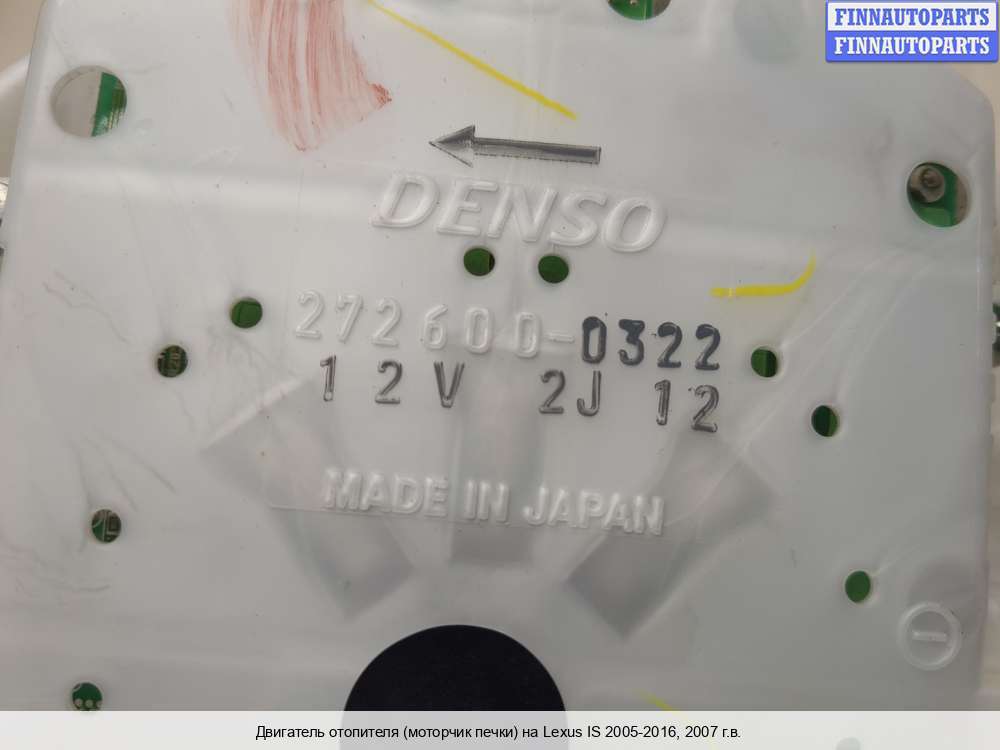 FINNAUTOPARTS
FINNAUTOPARTS
DENSO
272600-0322
12V 2J 12
MADE IN JAPAN
Двигатель отопителя (моторчик печки) на Lexus IS 2005-2016, 2007 г.в.